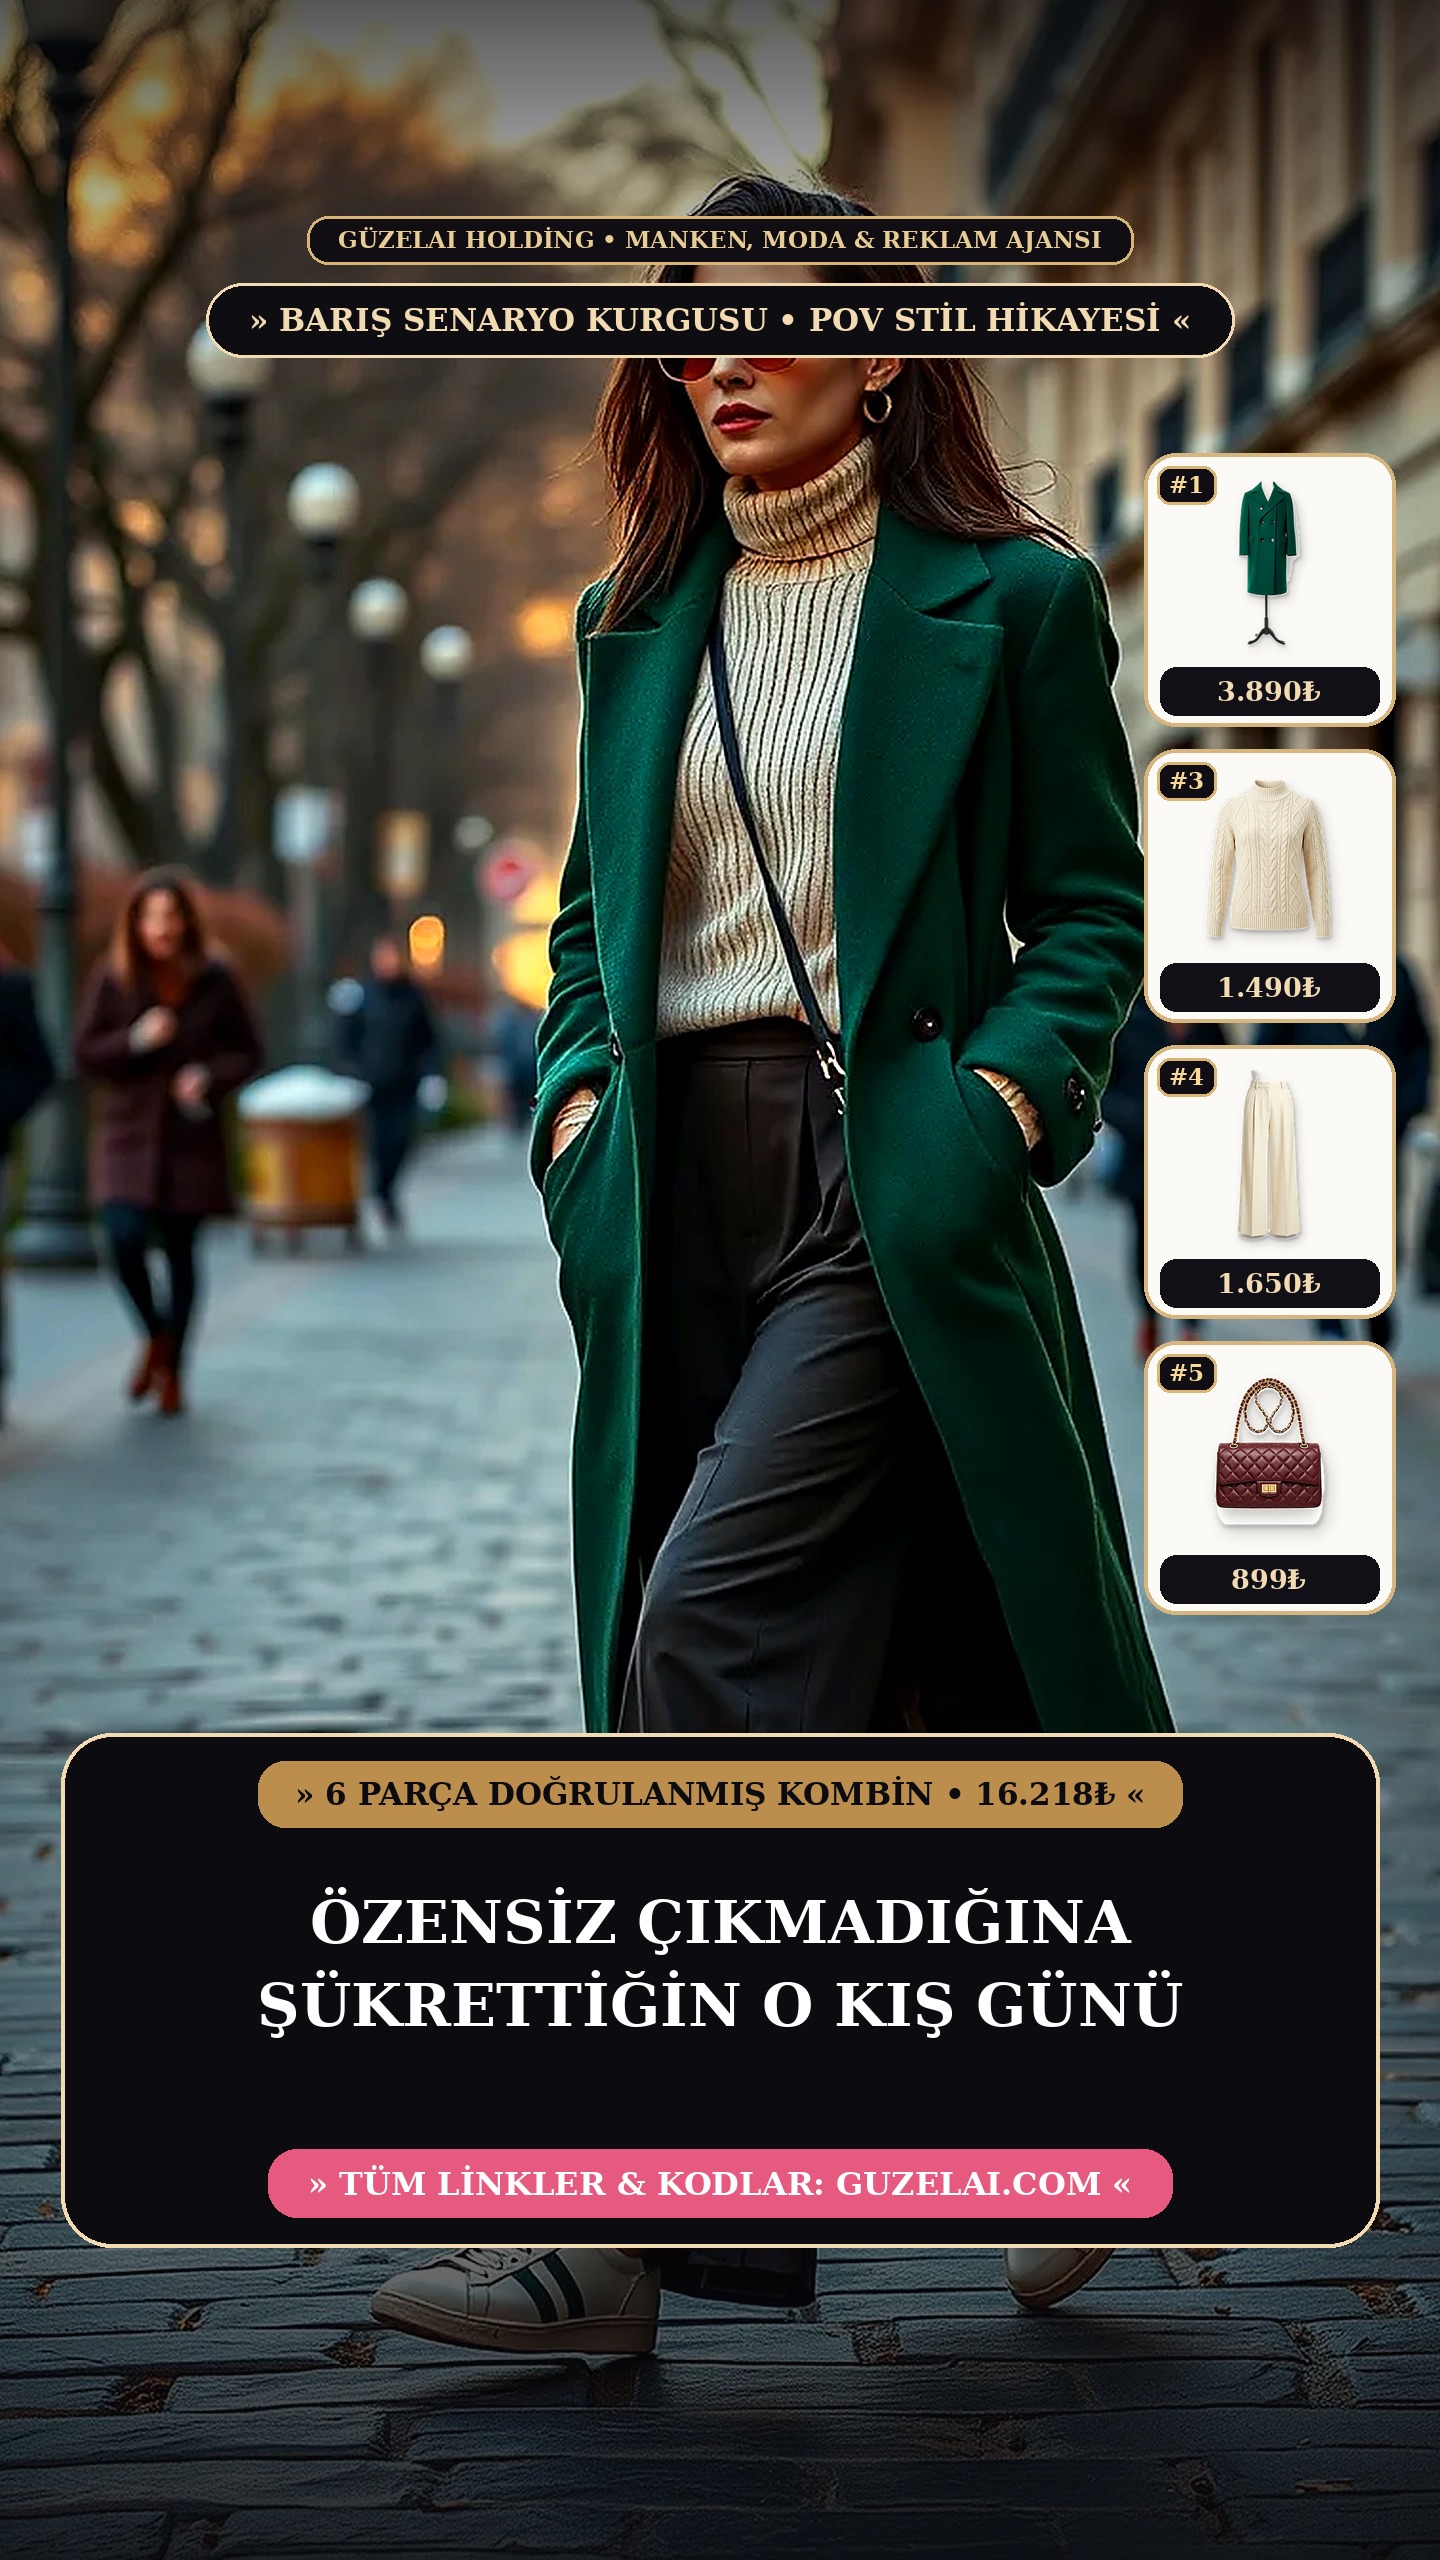 GÜZELAI HOLDİNG • MANKEN, MODA & REKLAM AJANSI
» BARIŞ SENARYO KURGUSU • POV STİL HİKAYESİ «
#1
3.890₺
#3
1.490₺
#4
1.650₺
#5
899₺
» 6 PARÇA DOĞRULANMIŞ KOMBİN • 16.218₺ «
ÖZENSİZ ÇIKMADIĞINA
ŞÜKRETTİĞİN O KIŞ GÜNÜ
» TÜM LİNKLER & KODLAR: GUZELAI.COM «